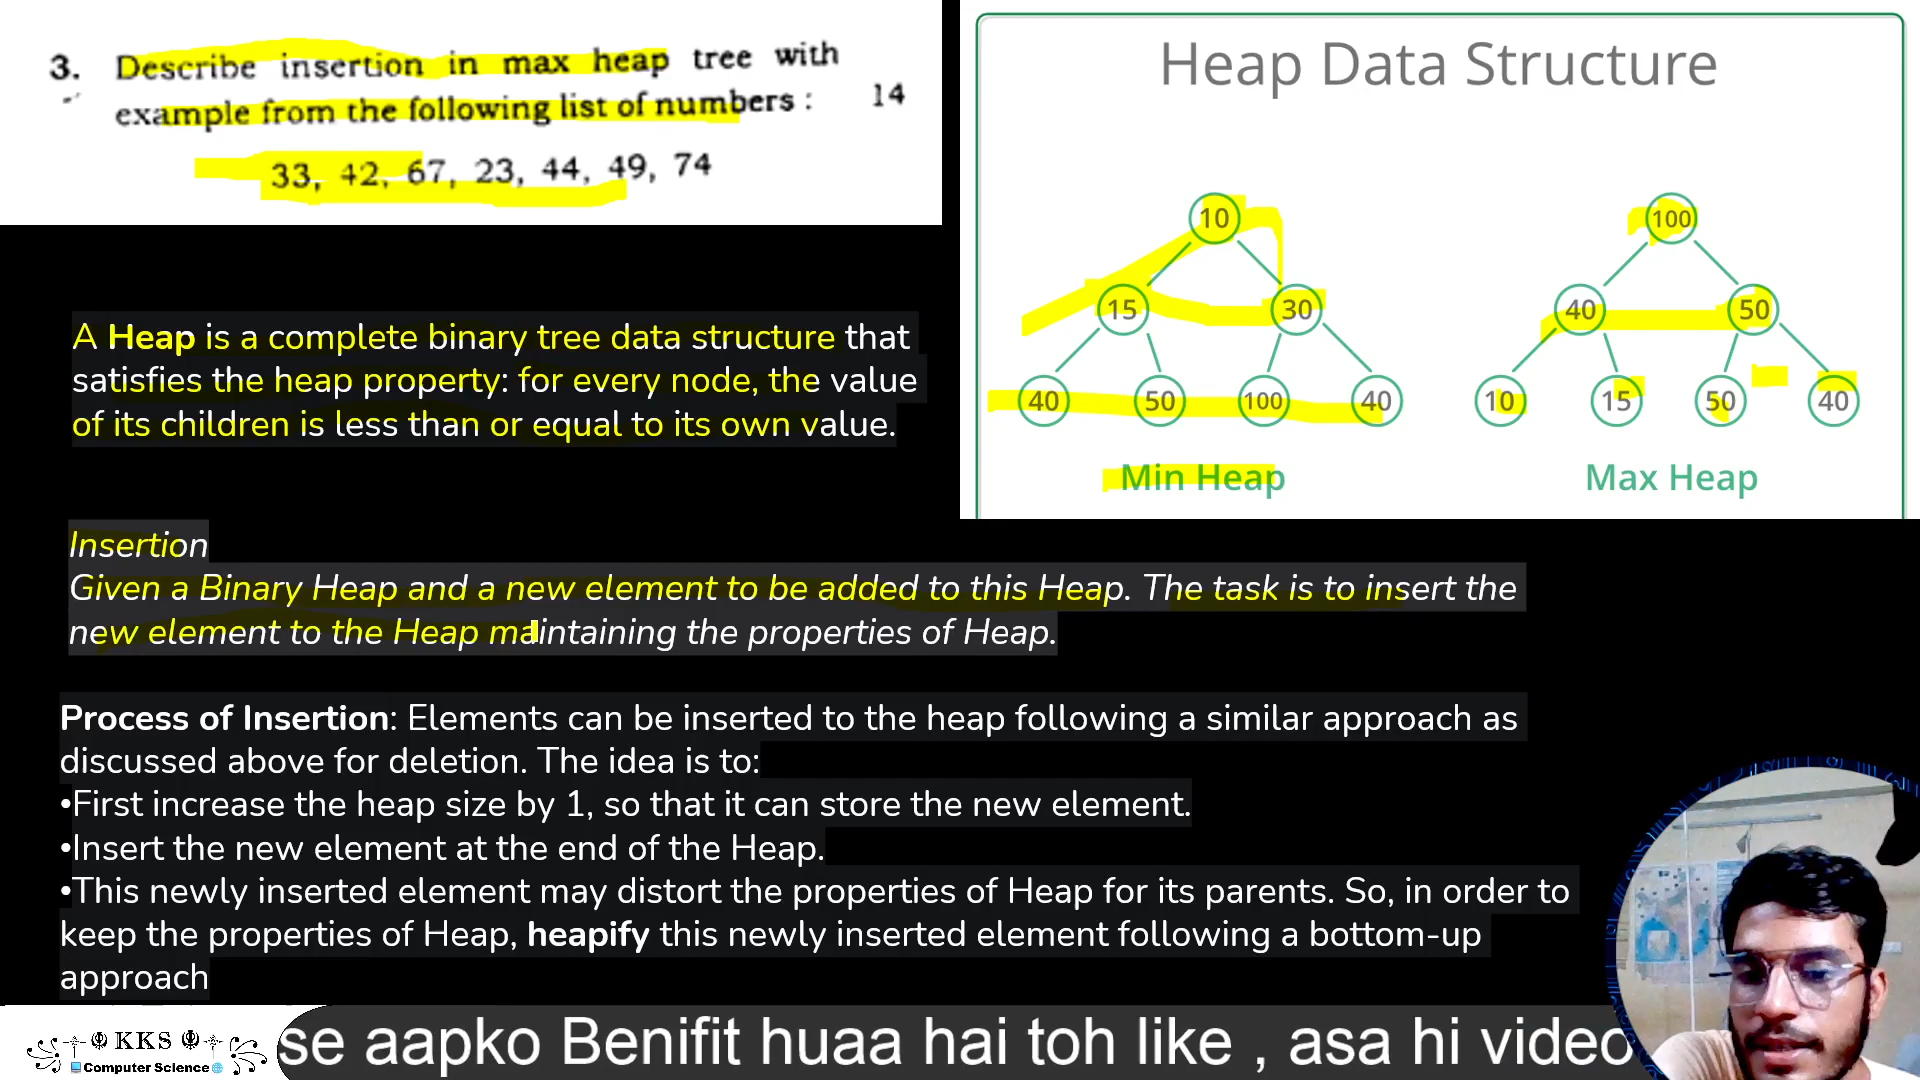 3. Describe insertion in max heap tree with
example from the following list of numbers : 14
33, 42, 67, 23, 44, 49, 74
Heap Data Structure
10
15 30
40 50 100 40
Min Heap
100
40 50
10 15 50 40
Max Heap
A Heap is a complete binary tree data structure that
satisfies the heap property: for every node, the value
of its children is less than or equal to its own value.
Insertion
Given a Binary Heap and a new element to be added to this Heap. The task is to insert the
new element to the Heap maintaining the properties of Heap.
Process of Insertion: Elements can be inserted to the heap following a similar approach as
discussed above for deletion. The idea is to:
•First increase the heap size by 1, so that it can store the new element.
•Insert the new element at the end of the Heap.
•This newly inserted element may distort the properties of Heap for its parents. So, in order to
keep the properties of Heap, heapify this newly inserted element following a bottom-up
approach
KKS
Computer Science
se aapko Benifit huaa hai toh like , asa hi video